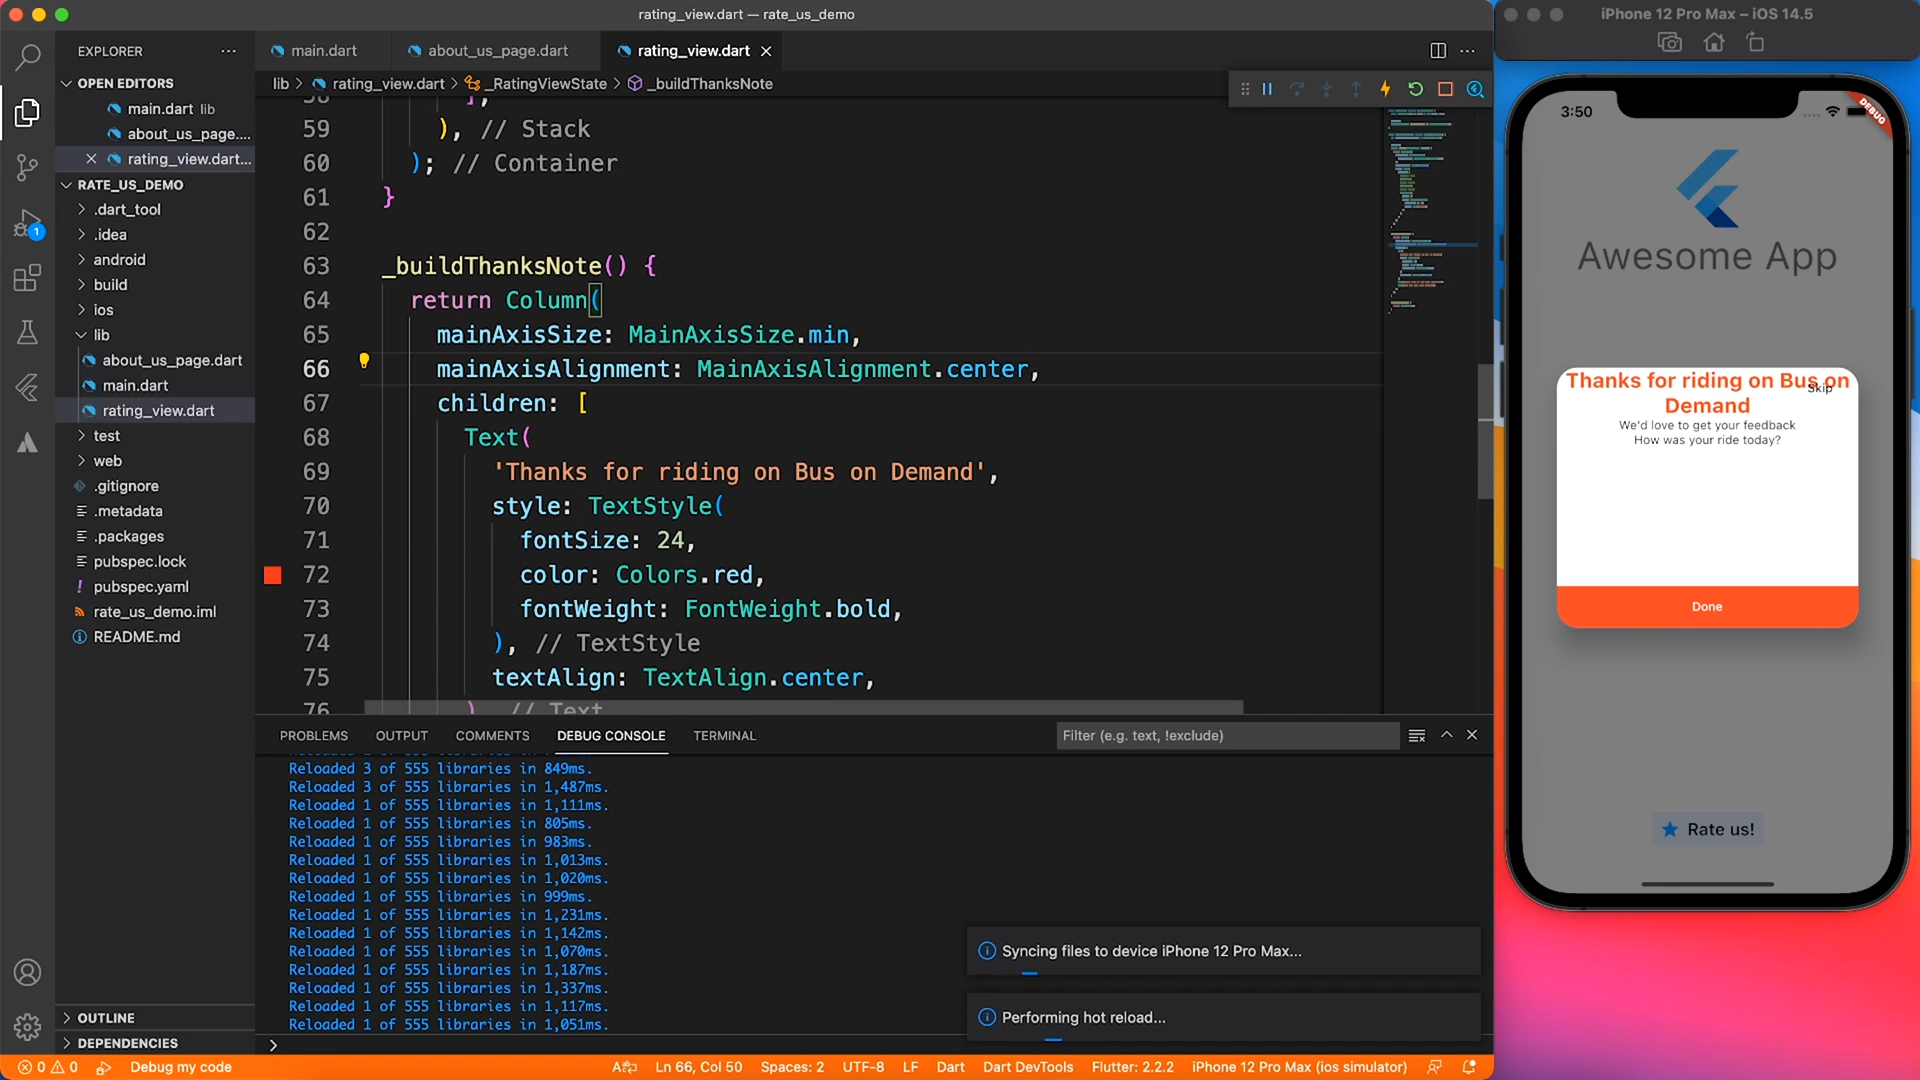 rating_view.dart — rate_us_demo
EXPLORER
OPEN EDITORS
main.dart lib
about_us_page....
rating_view.dart...
RATE_US_DEMO
.dart_tool
.idea
android
build
ios
lib
about_us_page.dart
main.dart
rating_view.dart
test
web
.gitignore
.metadata
.packages
pubspec.lock
pubspec.yaml
rate_us_demo.iml
README.md
OUTLINE
DEPENDENCIES
1
main.dart
about_us_page.dart
rating_view.dart
lib > rating_view.dart > _RatingViewState > _buildThanksNote
58 ],
59 ), // Stack
60 ); // Container
61 }
62
63 _buildThanksNote() {
64 return Column(
65 mainAxisSize: MainAxisSize.min,
66 mainAxisAlignment: MainAxisAlignment.center,
67 children: [
68 Text(
69 'Thanks for riding on Bus on Demand',
70 style: TextStyle(
71 fontSize: 24,
72 color: Colors.red,
73 fontWeight: FontWeight.bold,
74 ), // TextStyle
75 textAlign: TextAlign.center,
76 ) // Text
PROBLEMS OUTPUT COMMENTS DEBUG CONSOLE TERMINAL
Filter (e.g. text, !exclude)
Reloaded 3 of 555 libraries in 849ms.
Reloaded 3 of 555 libraries in 1,487ms.
Reloaded 1 of 555 libraries in 1,111ms.
Reloaded 1 of 555 libraries in 805ms.
Reloaded 1 of 555 libraries in 983ms.
Reloaded 1 of 555 libraries in 1,013ms.
Reloaded 1 of 555 libraries in 1,020ms.
Reloaded 1 of 555 libraries in 999ms.
Reloaded 1 of 555 libraries in 1,231ms.
Reloaded 1 of 555 libraries in 1,142ms.
Reloaded 1 of 555 libraries in 1,070ms.
Reloaded 1 of 555 libraries in 1,187ms.
Reloaded 1 of 555 libraries in 1,337ms.
Reloaded 1 of 555 libraries in 1,117ms.
Reloaded 1 of 555 libraries in 1,051ms.
Syncing files to device iPhone 12 Pro Max...
Performing hot reload...
0 0 Debug my code
Ln 66, Col 50 Spaces: 2 UTF-8 LF Dart Dart DevTools Flutter: 2.2.2 iPhone 12 Pro Max (ios simulator)
iPhone 12 Pro Max – iOS 14.5
3:50
DEBUG
Awesome App
Thanks for riding on Bus on
Skip
Demand
We'd love to get your feedback
How was your ride today?
Done
Rate us!